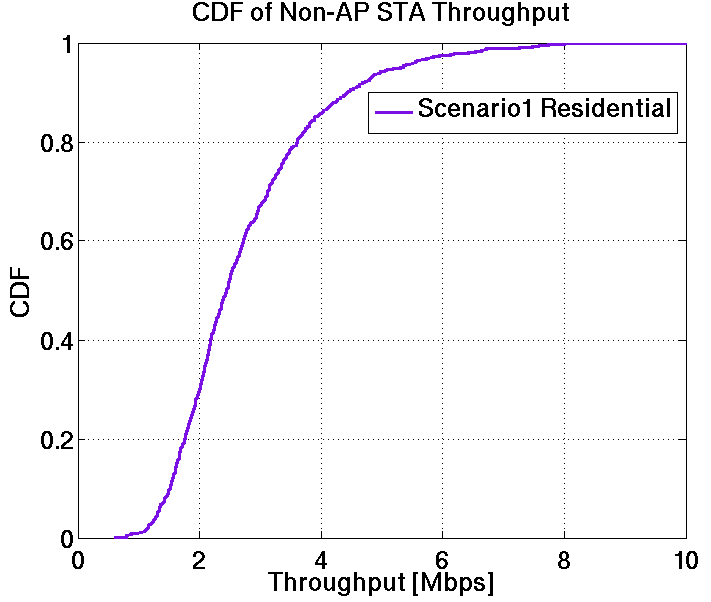 CDF of Non-AP STA Throughput
1
Scenario1 Residential
0.8
0.6
CDF
0.4
0.2
0
0 2 4 6 8 10
Throughput [Mbps]